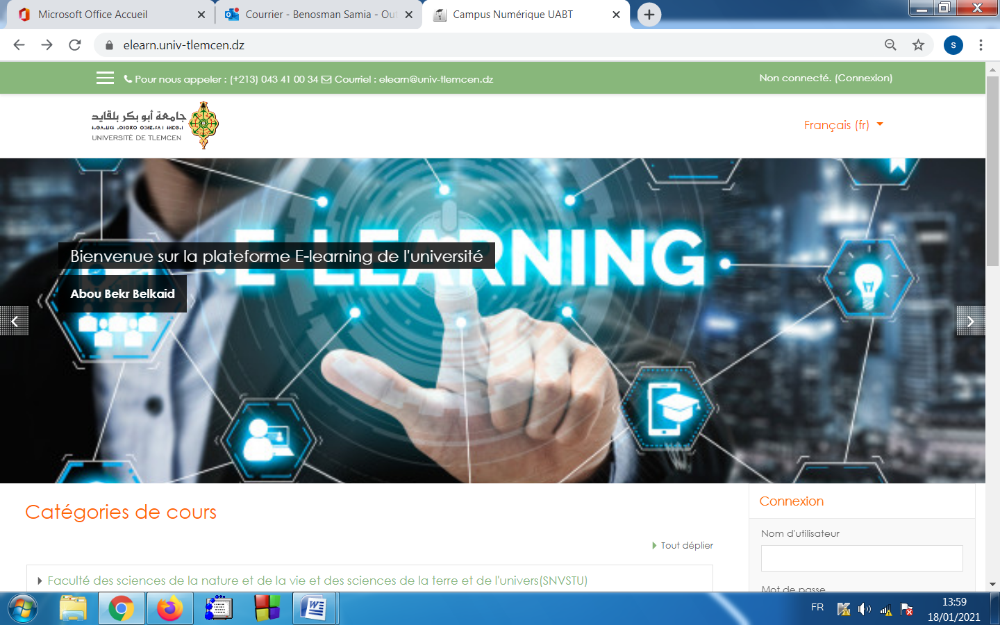 Microsoft Office Accueil
Courrier - Benosman Samia - Out
Campus Numérique UABT
elearn.univ-tlemcen.dz
s
Pour nous appeler : (+213) 043 41 00 34 Courriel : elearn@univ-tlemcen.dz
Non connecté. (Connexion)
جامعة أبو بكر بلقايد
UNIVERSITÉ DE TLEMCEN
Français (fr)
E-LEARNING
Bienvenue sur la plateforme E-learning de l'université
Abou Bekr Belkaid
Catégories de cours
Connexion
Tout déplier
Nom d'utilisateur
Faculté des sciences de la nature et de la vie et des sciences de la terre et de l'univers(SNVSTU)
Mot de passe
FR
13:59
18/01/2021